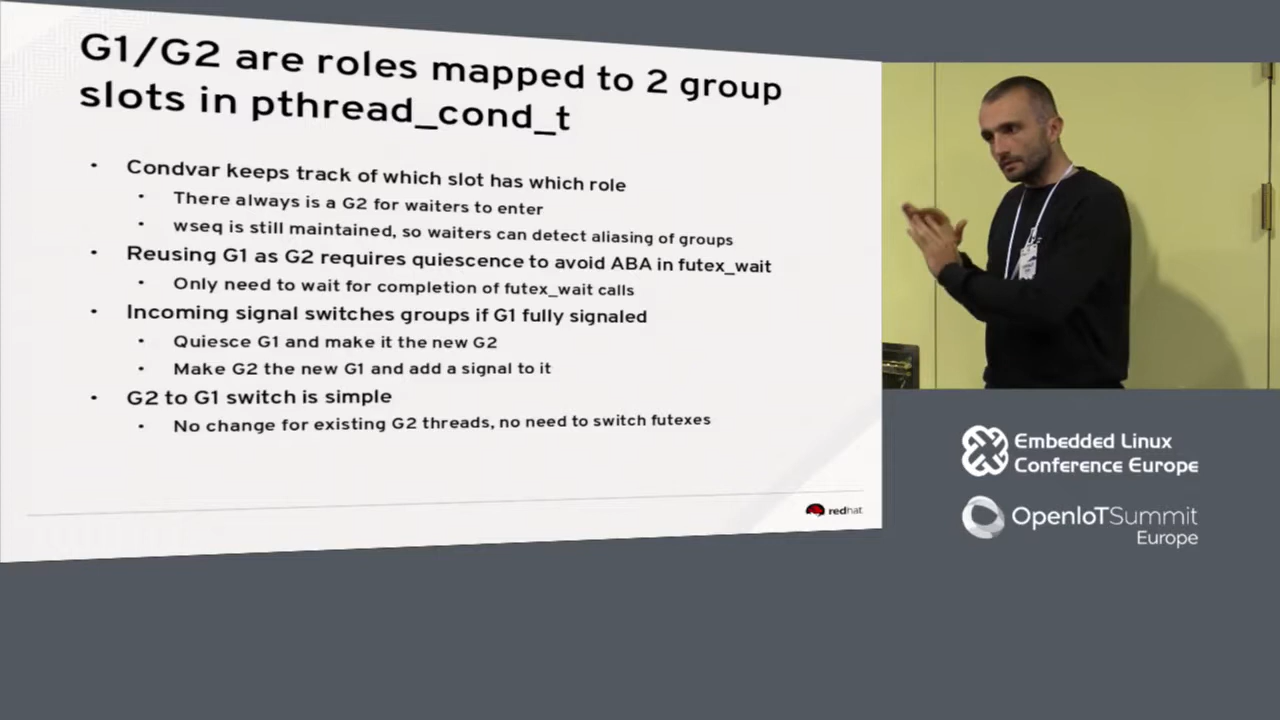 G1/G2 are roles mapped to 2 group
slots in pthread_cond_t
• Condvar keeps track of which slot has which role
• There always is a G2 for waiters to enter
• wseq is still maintained, so waiters can detect aliasing of groups
• Reusing G1 as G2 requires quiescence to avoid ABA in futex_wait
• Only need to wait for completion of futex_wait calls
• Incoming signal switches groups if G1 fully signaled
• Quiesce G1 and make it the new G2
• Make G2 the new G1 and add a signal to it
• G2 to G1 switch is simple
• No change for existing G2 threads, no need to switch futexes
redhat
Embedded Linux
Conference Europe
OpenIoTSummit
Europe